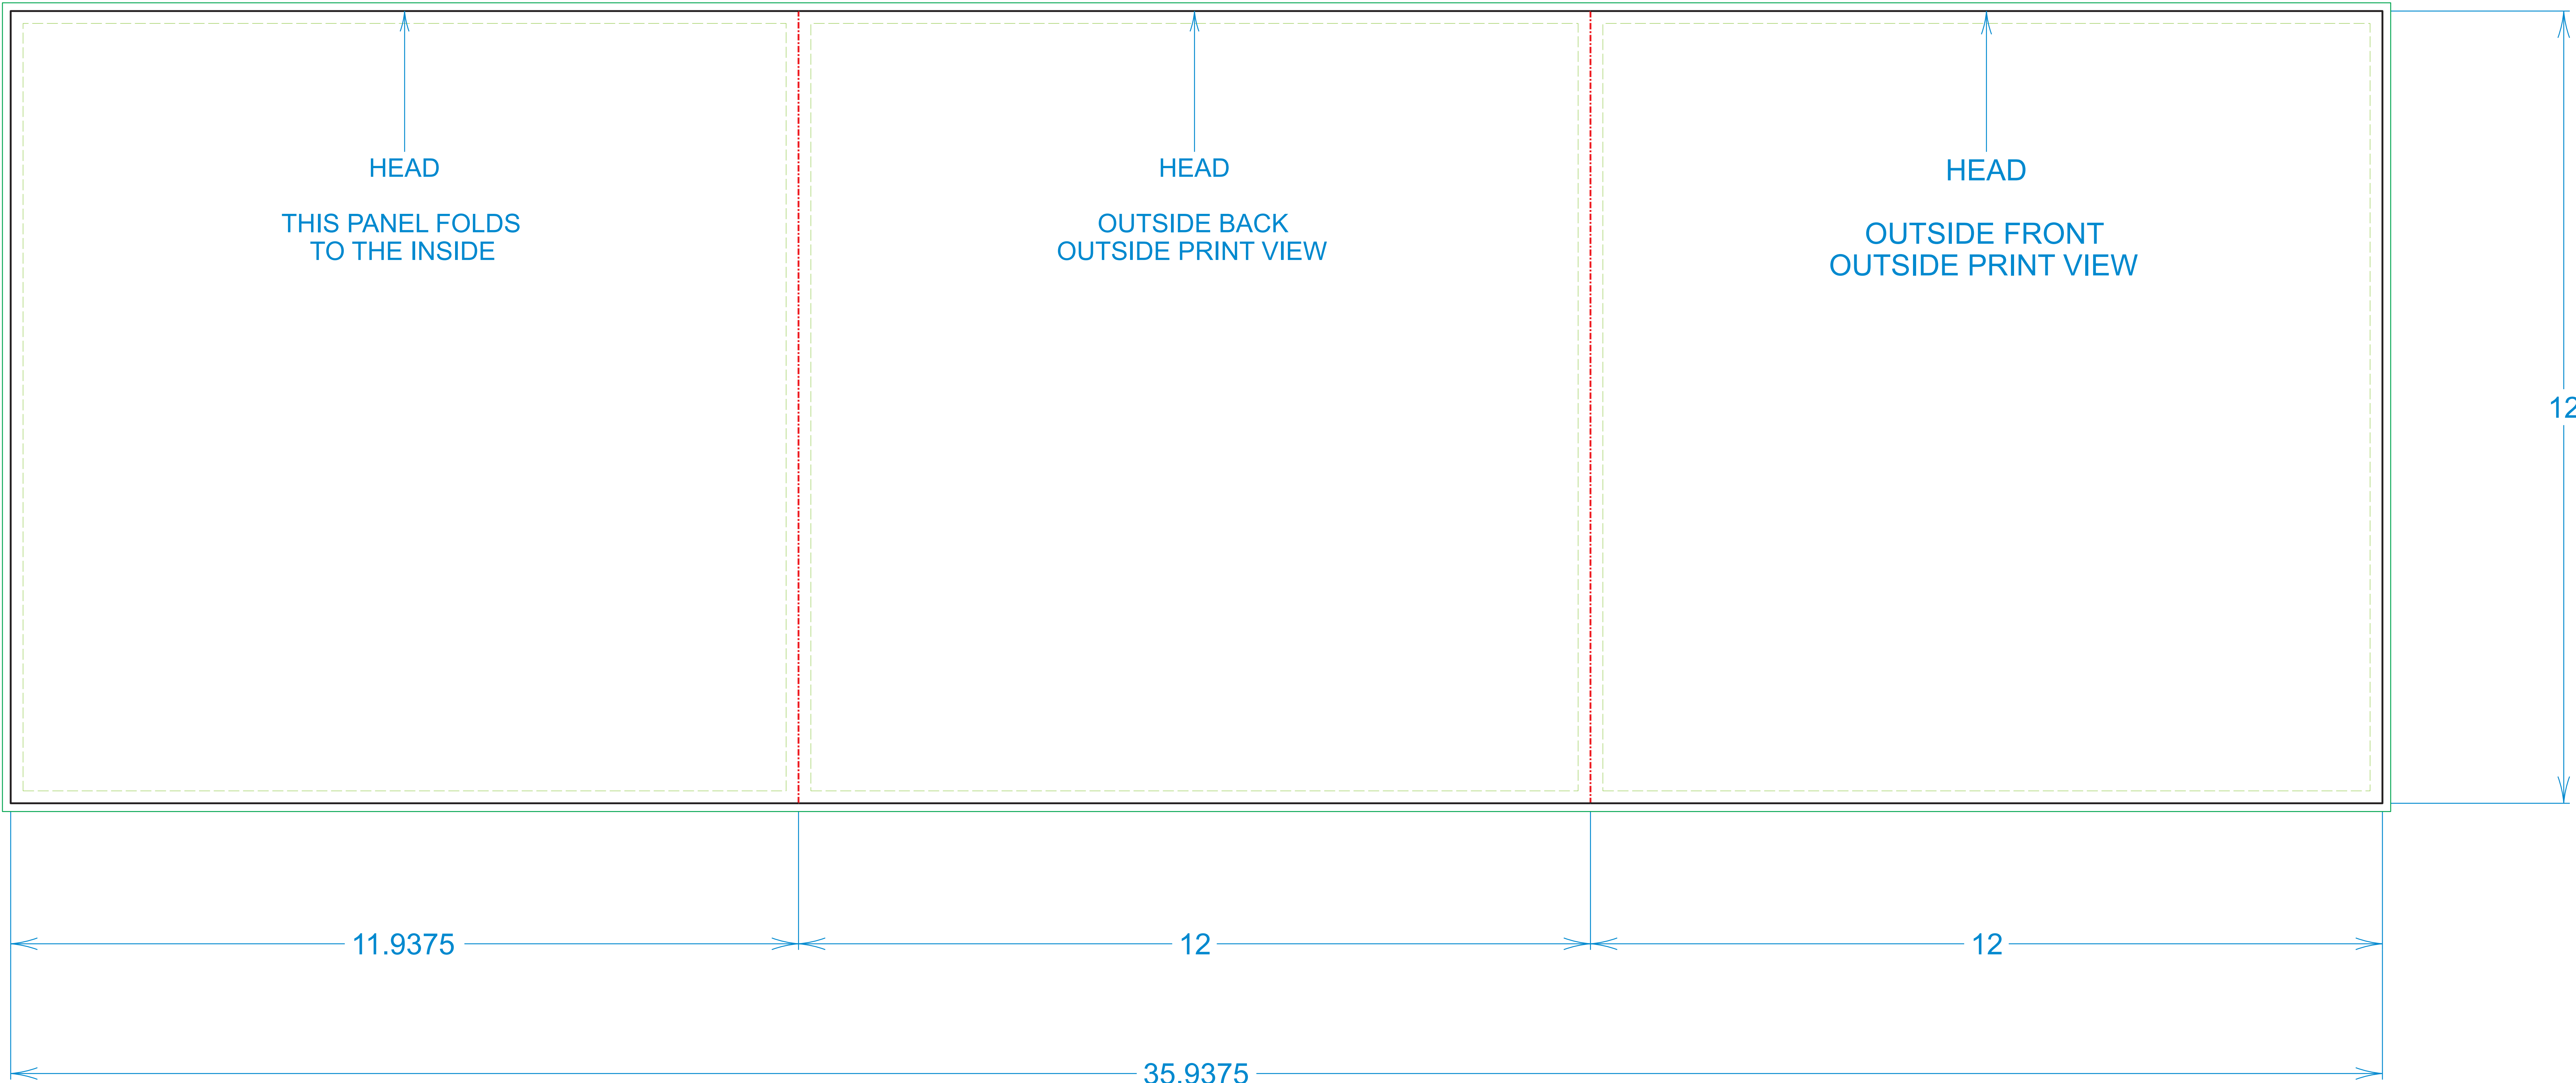 HEAD
THIS PANEL FOLDS
TO THE INSIDE
HEAD
OUTSIDE BACK
OUTSIDE PRINT VIEW
HEAD
OUTSIDE FRONT
OUTSIDE PRINT VIEW
12
11.9375
12
12
35.9375